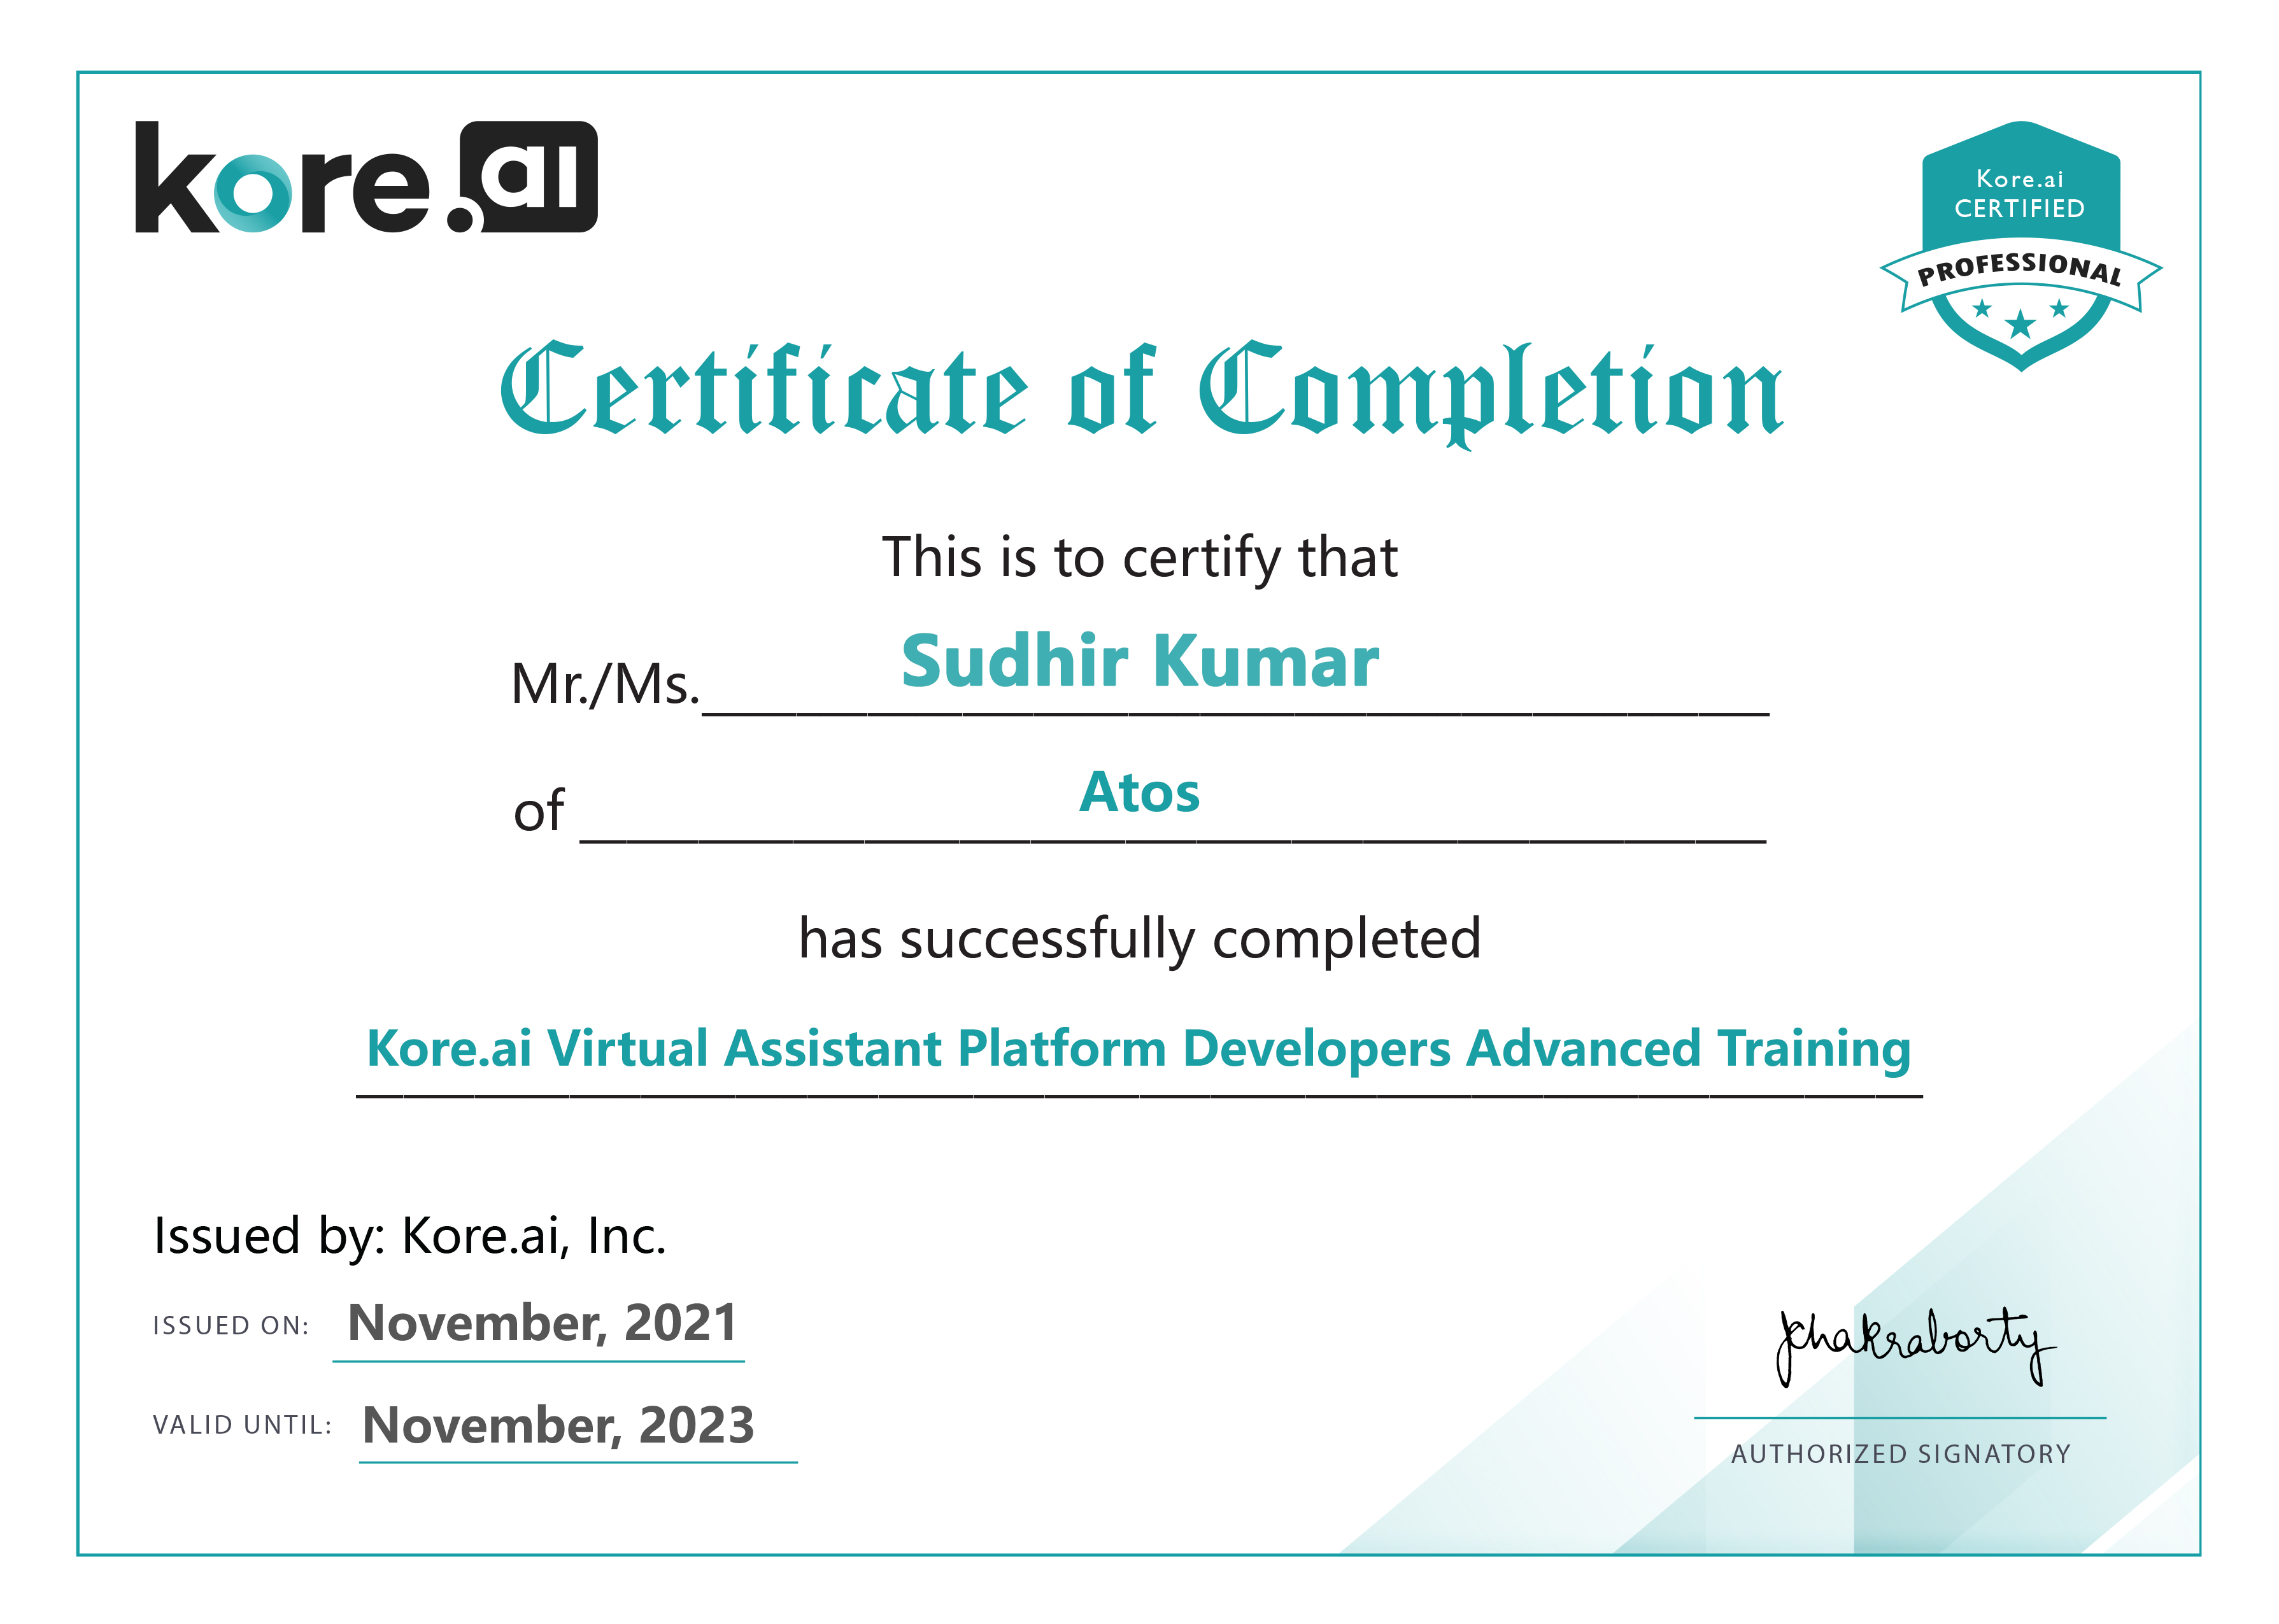 kore.ai
Kore.ai
CERTIFIED
PROFESSIONAL
Certificate of Completion
This is to certify that
Mr./Ms. Sudhir Kumar
of Atos
has successfully completed
Kore.ai Virtual Assistant Platform Developers Advanced Training
Issued by: Kore.ai, Inc.
ISSUED ON: November, 2021
VALID UNTIL: November, 2023
AUTHORIZED SIGNATORY